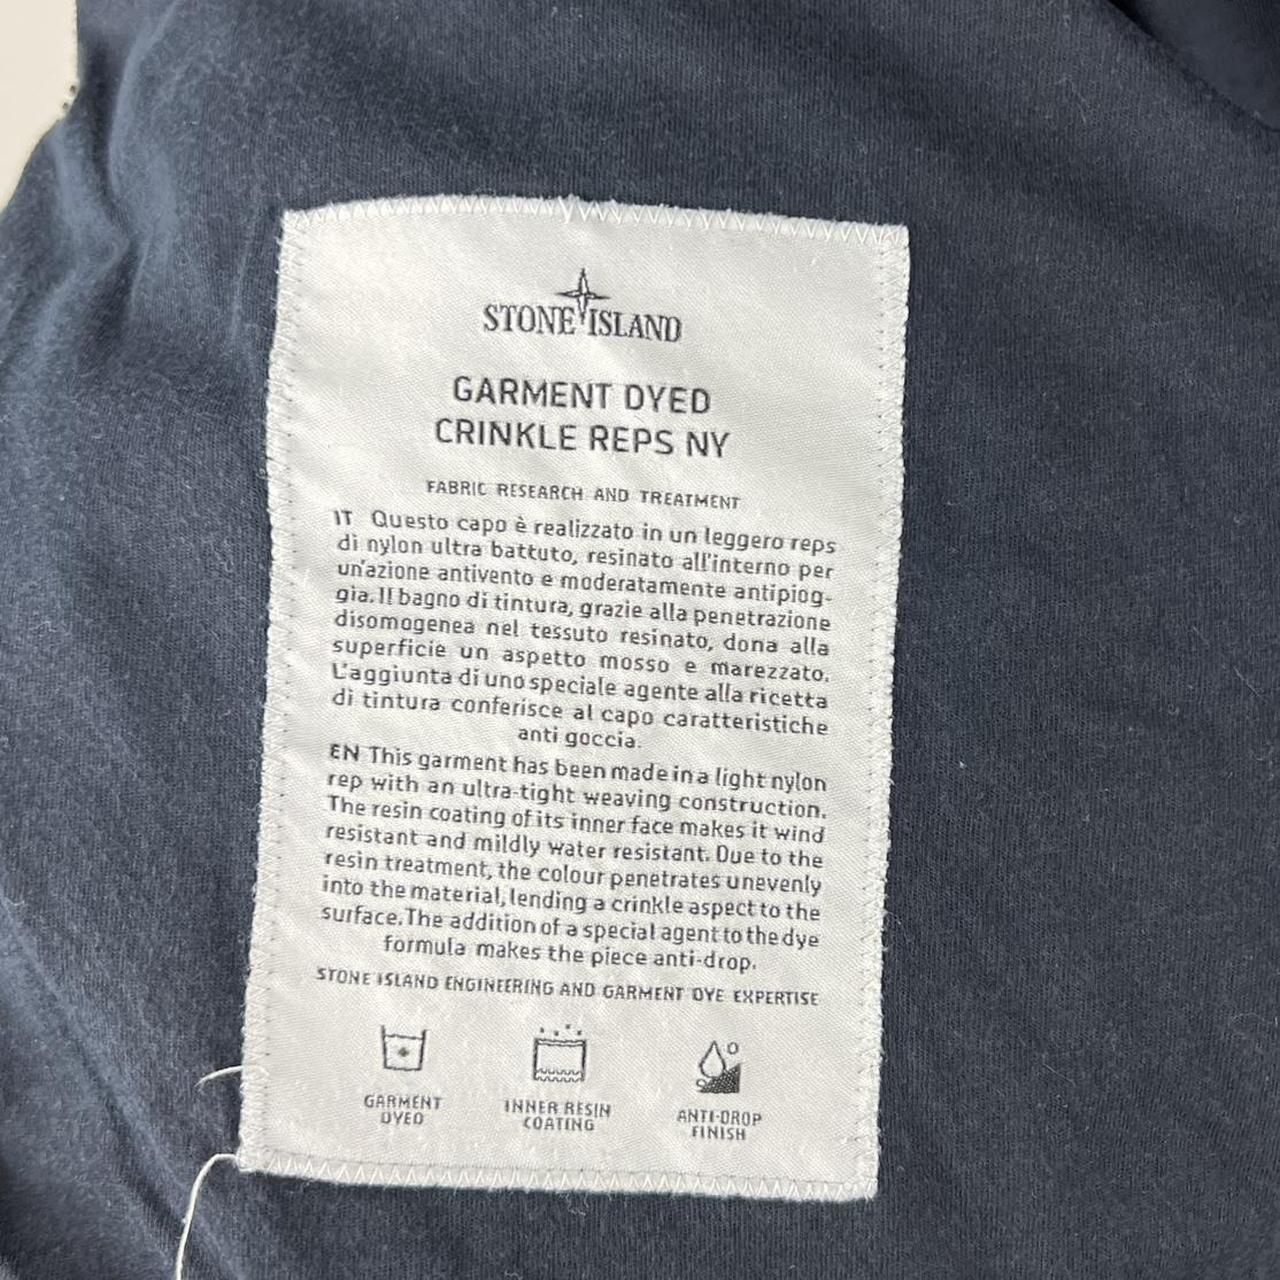 STONE ISLAND
GARMENT DYED
CRINKLE REPS NY
FABRIC RESEARCH AND TREATMENT
IT Questo capo è realizzato in un leggero reps
di nylon ultra battuto, resinato all'interno per
un'azione antivento e moderatamente antipiog-
gia. Il bagno di tintura, grazie alla penetrazione
disomogenea nel tessuto resinato, dona alla
superficie un aspetto mosso e marezzato.
L'aggiunta di uno speciale agente alla ricetta
di tintura conferisce al capo caratteristiche
anti goccia.
EN This garment has been made in a light nylon
rep with an ultra-tight weaving construction.
The resin coating of its inner face makes it wind
resistant and mildly water resistant. Due to the
resin treatment, the colour penetrates unevenly
into the material, lending a crinkle aspect to the
surface. The addition of a special agent to the dye
formula makes the piece anti-drop.
STONE ISLAND ENGINEERING AND GARMENT DYE EXPERTISE
GARMENT DYED
INNER RESIN COATING
ANTI-DROP FINISH